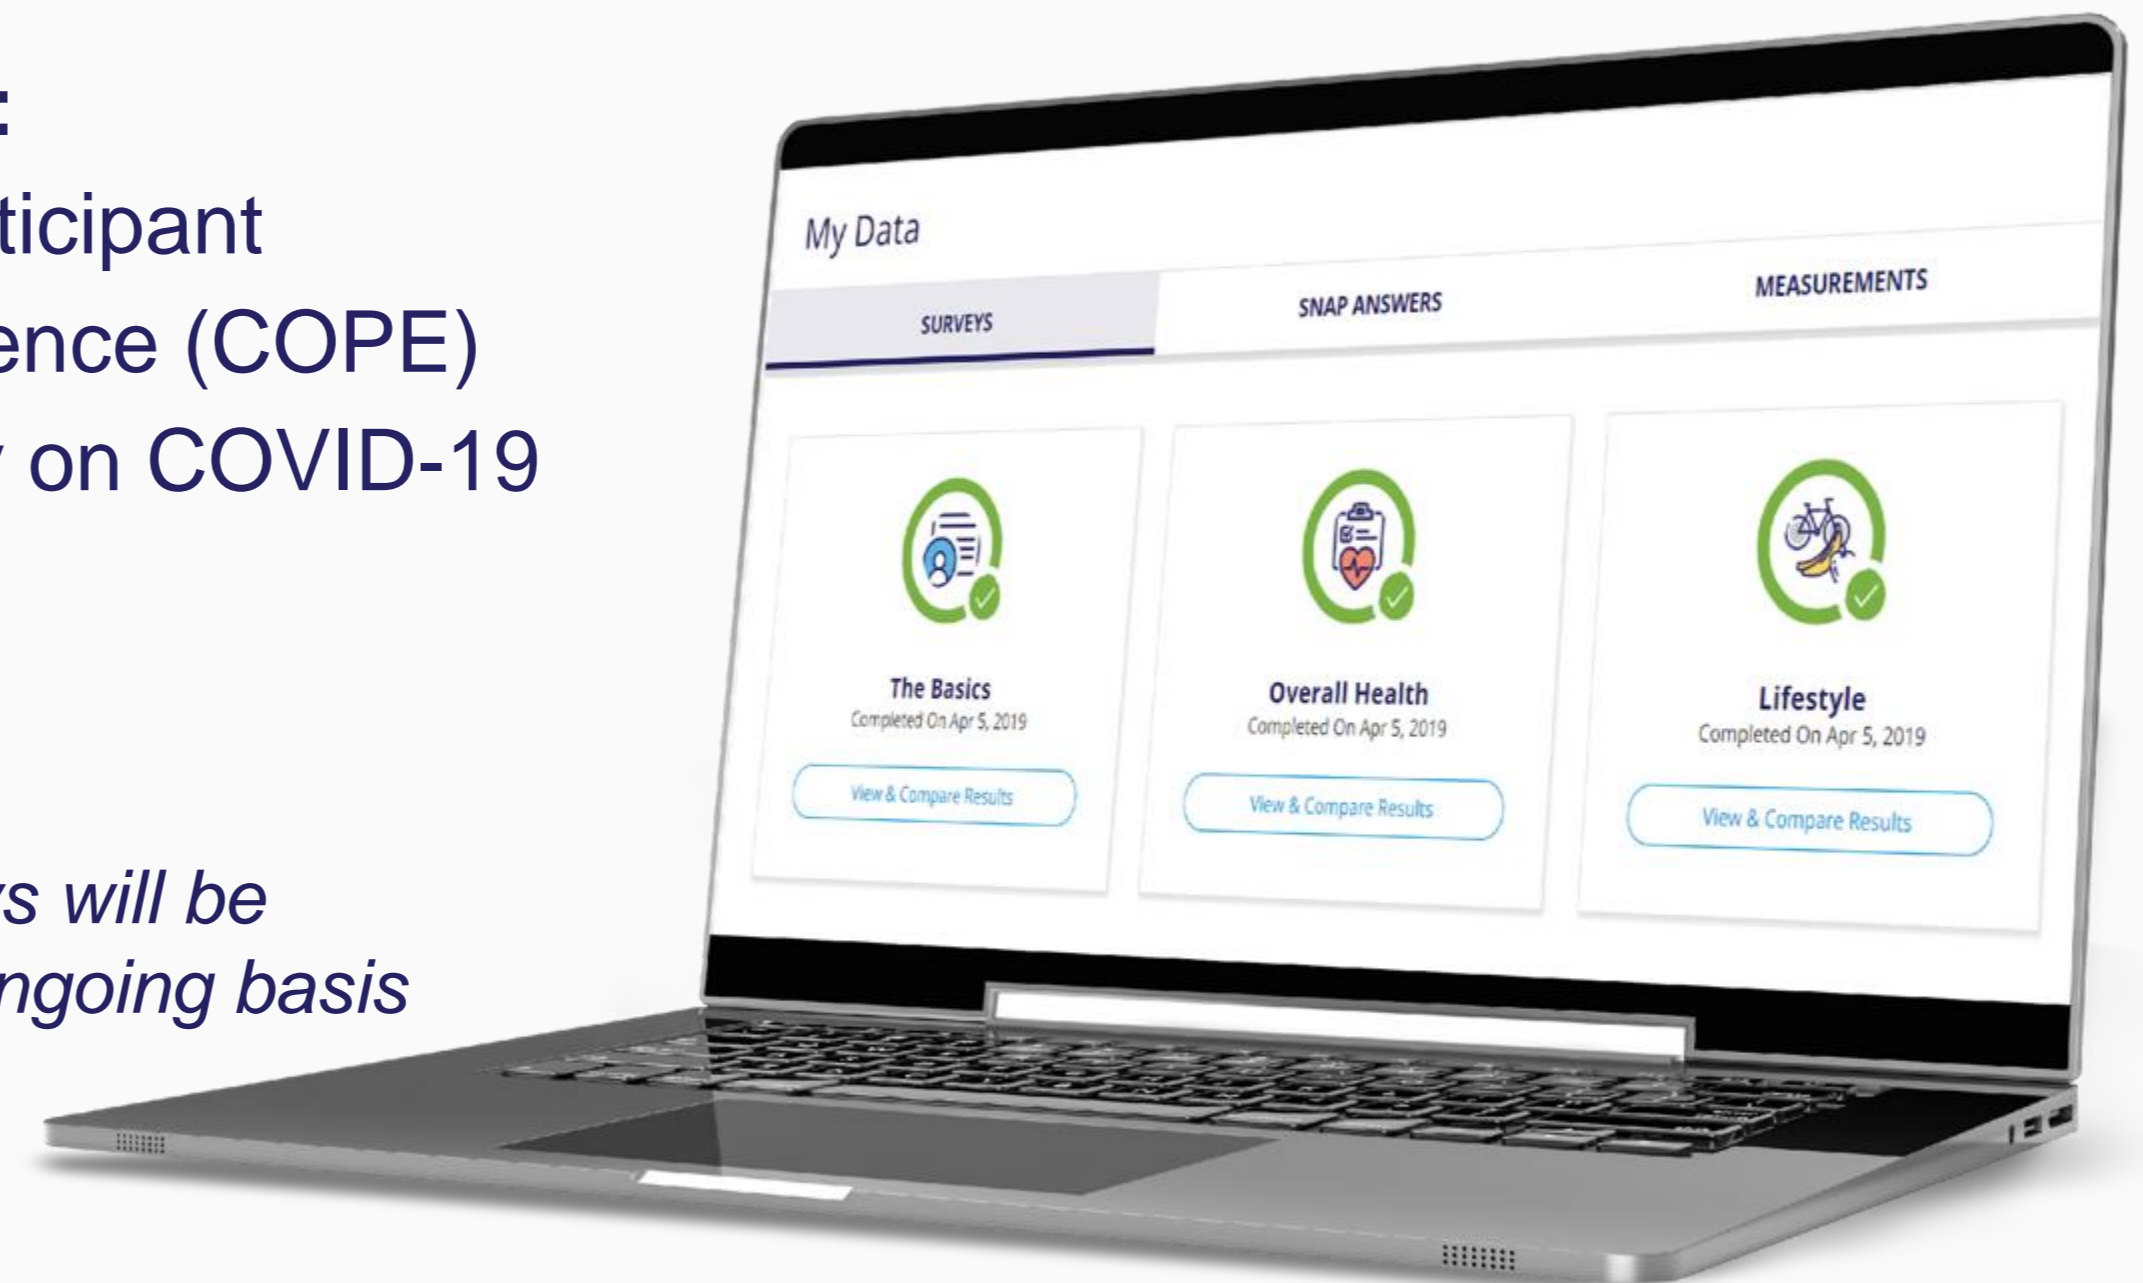 :
ticipant
ence (COPE)
y on COVID-19
ys will be
ngoing basis
My Data
SURVEYS
SNAP ANSWERS
MEASUREMENTS
The Basics
Completed On Apr 5, 2019
View & Compare Results
Overall Health
Completed On Apr 5, 2019
View & Compare Results
Lifestyle
Completed On Apr 5, 2019
View & Compare Results